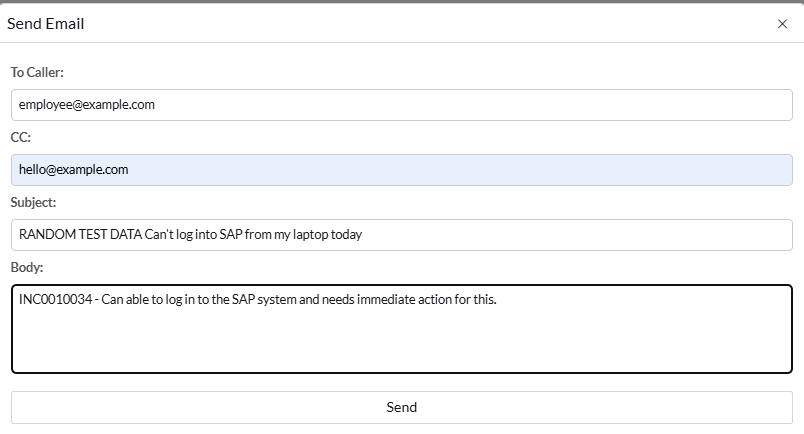 Send Email
To Caller:
employee@example.com
CC:
hello@example.com
Subject:
RANDOM TEST DATA Can't log into SAP from my laptop today
Body:
INC0010034 - Can able to log in to the SAP system and needs immediate action for this.
Send